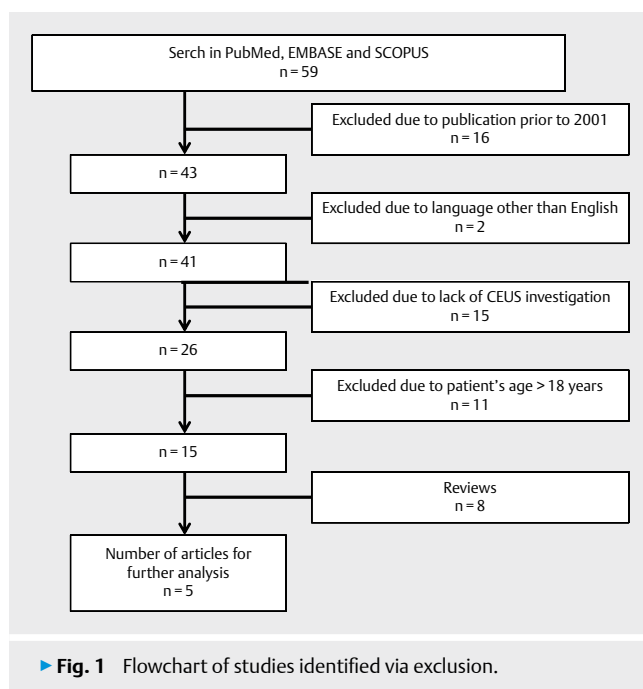 Serch in PubMed, EMBASE and SCOPUS
n = 59
Excluded due to publication prior to 2001
n = 16
n = 43
Excluded due to language other than English
n = 2
n = 41
Excluded due to lack of CEUS investigation
n = 15
n = 26
Excluded due to patient's age > 18 years
n = 11
n = 15
Reviews
n = 8
Number of articles for
further analysis
n = 5
▶ Fig. 1 Flowchart of studies identified via exclusion.